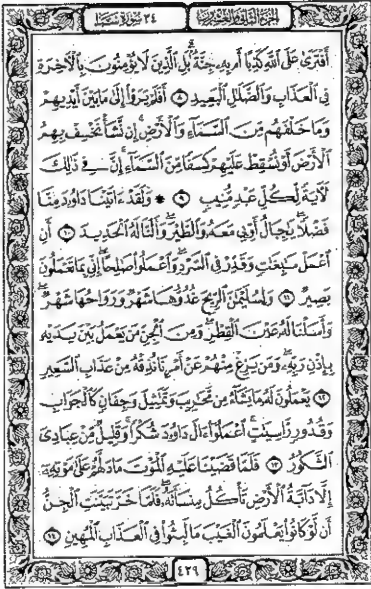 الجزء الثاني والعشرون
٣٤ سورة سبإ
أَفْتَرَىٰ عَلَى ٱللَّهِ كَذِبًا أَم بِهِۦ جِنَّةٌۢ بَلِ ٱلَّذِينَ لَا يُؤْمِنُونَ بِٱلْءَاخِرَةِ
فِى ٱلْعَذَابِ وَٱلضَّلَٰلِ ٱلْبَعِيدِ ٨ أَفَلَمْ يَرَوْا۟ إِلَىٰ مَا بَيْنَ أَيْدِيهِمْ
وَمَا خَلْفَهُم مِّنَ ٱلسَّمَآءِ وَٱلْأَرْضِ إِن نَّشَأْ نَخْسِفْ بِهِمُ
ٱلْأَرْضَ أَوْ نُسْقِطْ عَلَيْهِمْ كِسَفًا مِّنَ ٱلسَّمَآءِ إِنَّ فِى ذَٰلِكَ
لَءَايَةً لِّكُلِّ عَبْدٍ مُّنِيبٍ ٩ ۞ وَلَقَدْ ءَاتَيْنَا دَاوُۥدَ مِنَّا
فَضْلًا يَٰجِبَالُ أَوِّبِى مَعَهُۥ وَٱلطَّيْرَ وَأَلَنَّا لَهُ ٱلْحَدِيدَ ١٠ أَنِ
ٱعْمَلْ سَٰبِغَٰتٍ وَقَدِّرْ فِى ٱلسَّرْدِ وَٱعْمَلُوا۟ صَٰلِحًا إِنِّى بِمَا تَعْمَلُونَ
بَصِيرٌ ١١ وَلِسُلَيْمَٰنَ ٱلرِّيحَ غُدُوُّهَا شَهْرٌ وَرَوَاحُهَا شَهْرٌ
وَأَسَلْنَا لَهُۥ عَيْنَ ٱلْقِطْرِ وَمِنَ ٱلْجِنِّ مَن يَعْمَلُ بَيْنَ يَدَيْهِ
بِإِذْنِ رَبِّهِۦ وَمَن يَزِغْ مِنْهُمْ عَنْ أَمْرِنَا نُذِقْهُ مِنْ عَذَابِ ٱلسَّعِيرِ
١٢ يَعْمَلُونَ لَهُۥ مَا يَشَآءُ مِن مَّحَٰرِيبَ وَتَمَٰثِيلَ وَجِفَانٍ كَٱلْجَوَابِ
وَقُدُورٍ رَّاسِيَٰتٍ ٱعْمَلُوٓا۟ ءَالَ دَاوُۥدَ شُكْرًا وَقَلِيلٌ مِّنْ عِبَادِىَ
ٱلشَّكُورُ ١٣ فَلَمَّا قَضَيْنَا عَلَيْهِ ٱلْمَوْتَ مَا دَلَّهُمْ عَلَىٰ مَوْتِهِۦٓ
إِلَّا دَآبَّةُ ٱلْأَرْضِ تَأْكُلُ مِنسَأَتَهُۥ فَلَمَّا خَرَّ تَبَيَّنَتِ ٱلْجِنُّ
أَن لَّوْ كَانُوا۟ يَعْلَمُونَ ٱلْغَيْبَ مَا لَبِثُوا۟ فِى ٱلْعَذَابِ ٱلْمُهِينِ ١٤
٤٢٩